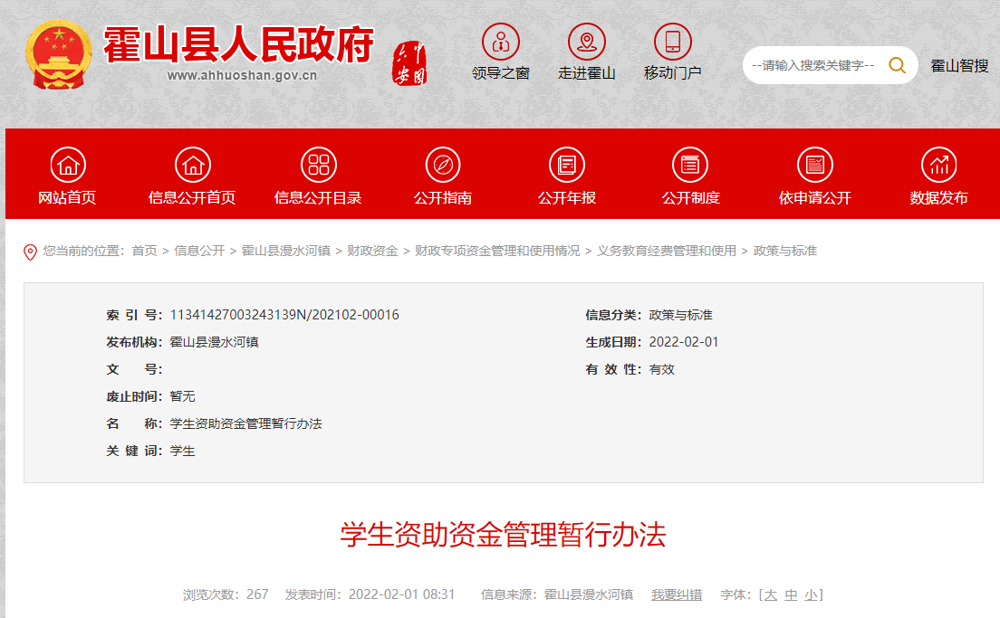 霍山县人民政府
www.ahhuoshan.gov.cn
中国
六安
领导之窗 走进霍山 移动门户
--请输入搜索关键字-- 霍山智搜
网站首页 信息公开首页 信息公开目录 公开指南 公开年报 公开制度 依申请公开 数据发布
您当前的位置：首页 > 信息公开 > 霍山县漫水河镇 > 财政资金 > 财政专项资金管理和使用情况 > 义务教育经费管理和使用 > 政策与标准
索 引 号：11341427003243139N/202102-00016 信息分类：政策与标准
发布机构：霍山县漫水河镇 生成日期：2022-02-01
文 号： 有 效 性：有效
废止时间：暂无
名 称：学生资助资金管理暂行办法
关 键 词：学生
学生资助资金管理暂行办法
浏览次数：267 发表时间：2022-02-01 08:31 信息来源：霍山县漫水河镇 我要纠错 字体：[大 中 小]